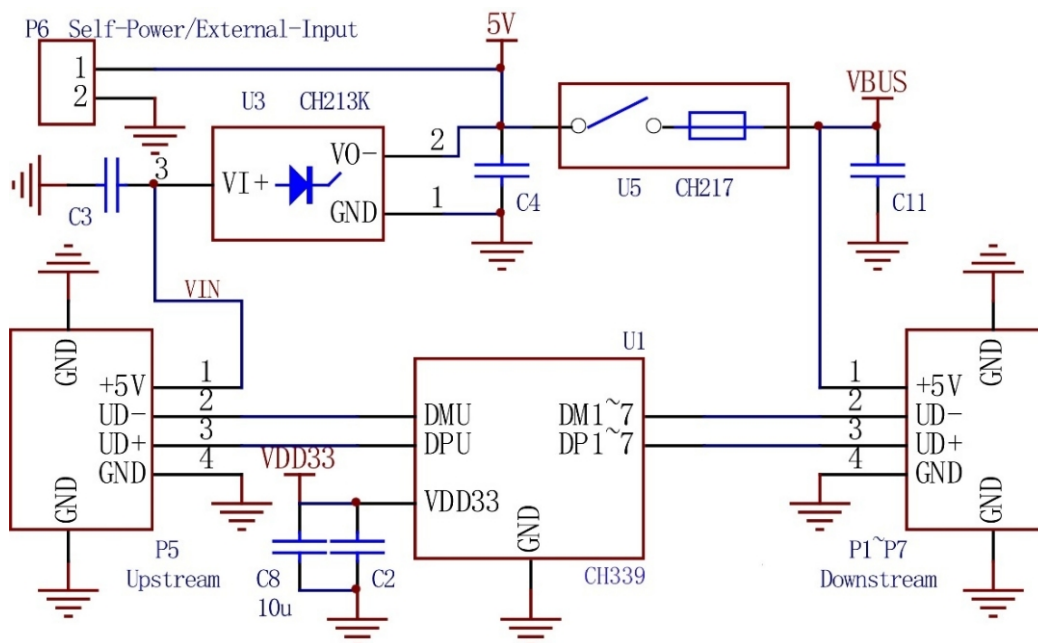 P6 Self-Power/External-Input
5V
1
2
U3 CH213K
VBUS
3
VI+
VO-
2
GND
1
C3
C4
U5 CH217
C11
VIN
U1
GND
+5V
1
UD-
2
UD+
3
GND
4
GND
P5
Upstream
VDD33
C8
10u
C2
DMU
DPU
VDD33
GND
DM1~7
DP1~7
CH339
1
+5V
2
UD-
3
UD+
4
GND
GND
GND
P1~P7
Downstream